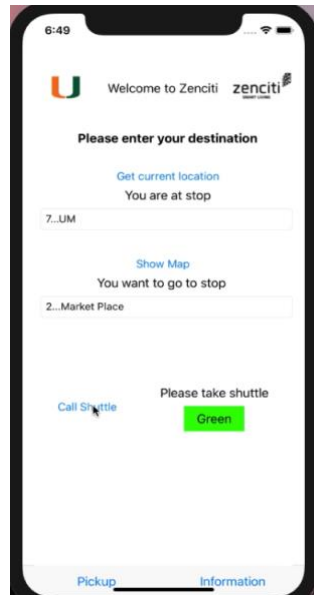 6:49
U Welcome to Zenciti zenciti
Please enter your destination
Get current location
You are at stop
7...UM
Show Map
You want to go to stop
2...Market Place
Please take shuttle
Call Shuttle
Green
Pickup Information